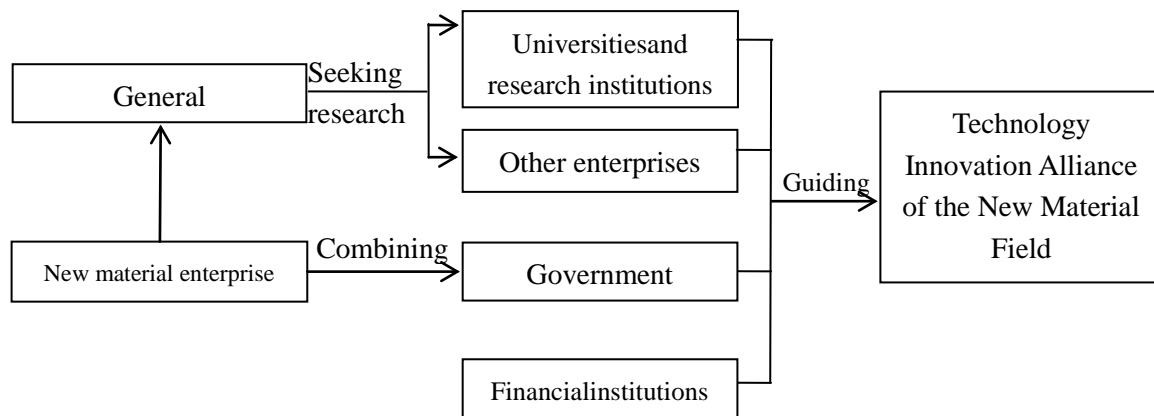 Universitiesand
research institutions
Seeking
research
General
Other enterprises
Technology
Innovation Alliance
of the New Material
Field
Guiding
Combining
New material enterprise
Government
Financialinstitutions